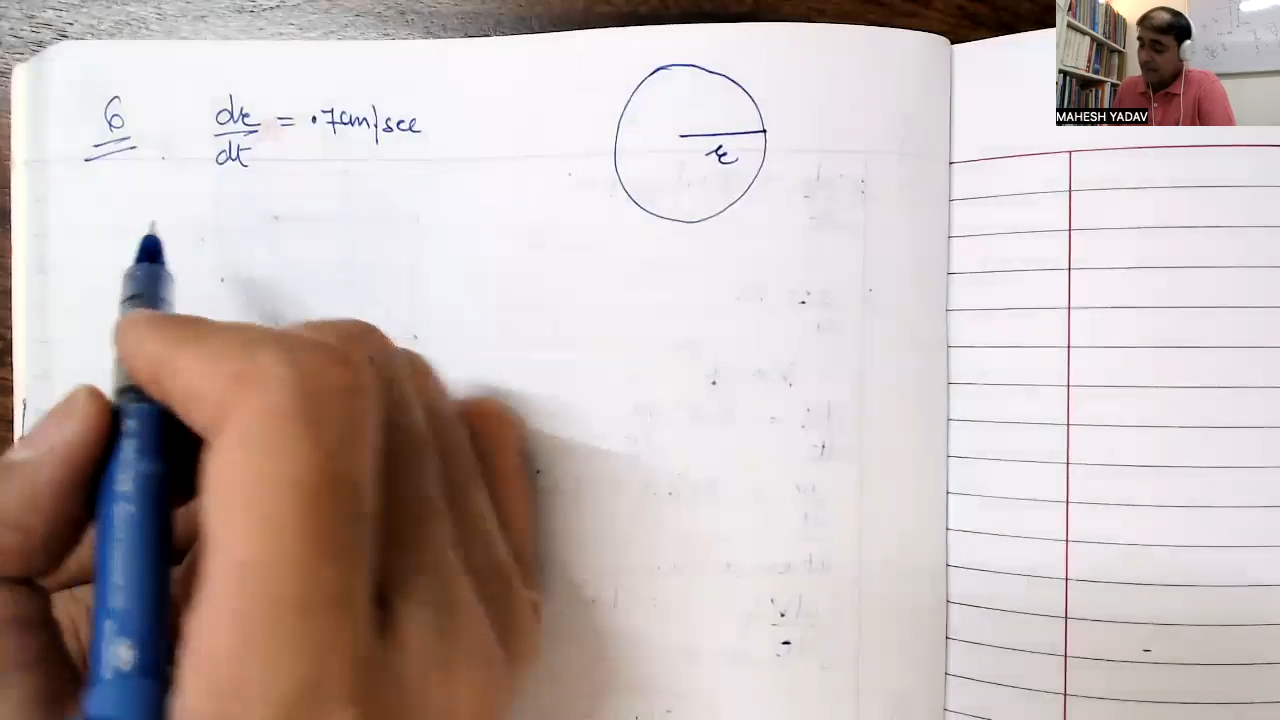 6 dr/dt = .7cm/sec
r
MAHESH YADAV